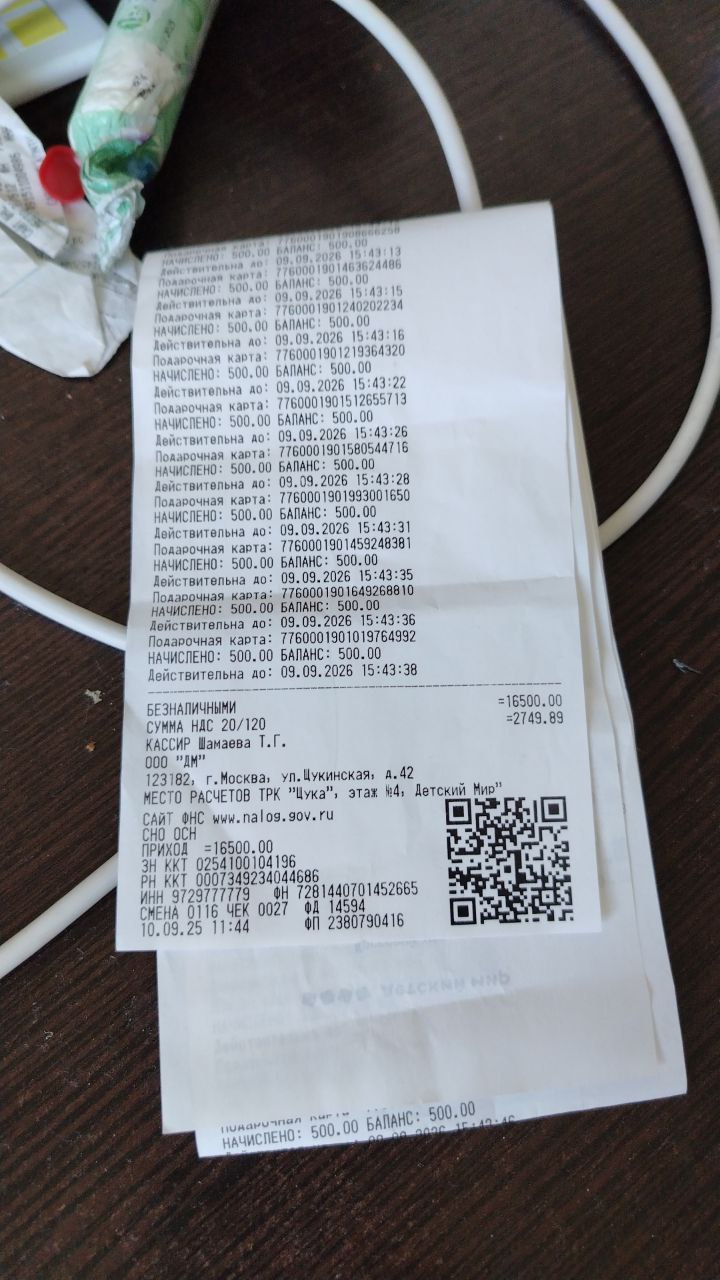 Подарочная карта: 7760001901908666258
НАЧИСЛЕНО: 500.00 БАЛАНС: 500.00
Действительна до: 09.09.2026 15:43:13
Подарочная карта: 7760001901463624486
НАЧИСЛЕНО: 500.00 БАЛАНС: 500.00
Действительна до: 09.09.2026 15:43:15
Подарочная карта: 7760001901240202234
НАЧИСЛЕНО: 500.00 БАЛАНС: 500.00
Действительна до: 09.09.2026 15:43:16
Подарочная карта: 7760001901219364320
НАЧИСЛЕНО: 500.00 БАЛАНС: 500.00
Действительна до: 09.09.2026 15:43:22
Подарочная карта: 7760001901512655713
НАЧИСЛЕНО: 500.00 БАЛАНС: 500.00
Действительна до: 09.09.2026 15:43:26
Подарочная карта: 7760001901580544716
НАЧИСЛЕНО: 500.00 БАЛАНС: 500.00
Действительна до: 09.09.2026 15:43:28
Подарочная карта: 7760001901993001650
НАЧИСЛЕНО: 500.00 БАЛАНС: 500.00
Действительна до: 09.09.2026 15:43:31
Подарочная карта: 7760001901459248381
НАЧИСЛЕНО: 500.00 БАЛАНС: 500.00
Действительна до: 09.09.2026 15:43:35
Подарочная карта: 7760001901649268810
НАЧИСЛЕНО: 500.00 БАЛАНС: 500.00
Действительна до: 09.09.2026 15:43:36
Подарочная карта: 7760001901019764992
НАЧИСЛЕНО: 500.00 БАЛАНС: 500.00
Действительна до: 09.09.2026 15:43:38
БЕЗНАЛИЧНЫМИ =16500.00
СУММА НДС 20/120 =2749.89
КАССИР Шамаева Т.Г.
ООО "ДМ"
123182, г.Москва, ул.Щукинская, д.42
МЕСТО РАСЧЕТОВ ТРК "Щука", этаж №4, Детский Мир"
САЙТ ФНС www.nalog.gov.ru
СНО ОСН
ПРИХОД =16500.00
ЗН ККТ 0254100104196
РН ККТ 0007349234044686
ИНН 9729777779 ФН 7281440701452665
СМЕНА 0116 ЧЕК 0027 ФД 14594
10.09.25 11:44 ФП 2380790416
детский мир
Подарочная карта:
НАЧИСЛЕНО: 500.00 БАЛАНС: 500.00